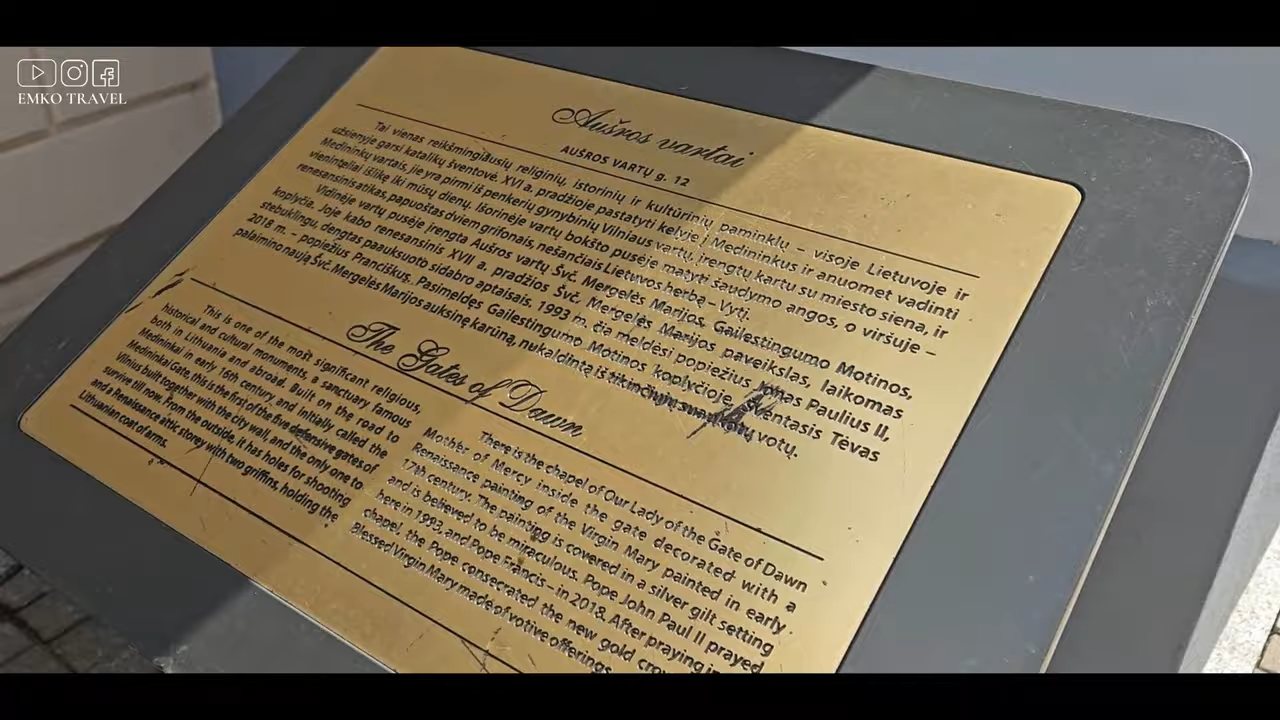 EMKO TRAVEL
Aušros vartai
AUŠROS VARTŲ g. 12
Tai vienas reikšmingiausių religinių, istorinių ir kultūrinių paminklų – visoje Lietuvoje ir
užsienyje garsi katalikų šventovė. XVI a. pradžioje pastatyti kelyje į Medininkus ir anuomet vadinti
Medininkų vartais, jie yra pirmi iš penkerių gynybinių Vilniaus vartų, įrengtų kartu su miesto siena, ir
vieninteliai išlikę iki mūsų dienų. Išorinėje vartų bokšto pusėje matyti šaudymo angos, o viršuje –
renesansinis atikas, papuoštas dviem grifonais, nešančiais Lietuvos herbą – Vytį.
Vidinėje vartų pusėje įrengta Aušros vartų Švč. Mergelės Marijos, Gailestingumo Motinos,
koplyčia. Joje kabo renesansinis XVII a. pradžios Švč. Mergelės Marijos paveikslas, laikomas
stebuklingu, dengtas paauksuoto sidabro aptaisais. 1993 m. čia meldėsi popiežius Jonas Paulius II,
2018 m. – popiežius Pranciškus. Pasimeldęs Gailestingumo Motinos koplyčioje, Šventasis Tėvas
palaimino naują Švč. Mergelės Marijos auksinę karūną, nukaldintą iš tikinčiųjų suaukotų votų.
The Gates of Dawn
This is one of the most significant religious,
historical and cultural monuments, a sanctuary famous
both in Lithuania and abroad. Built on the road to
Medininkai in early 16th century and initially called the
Medininkai Gate, this is the first of the five defensive gates of
Vilnius built together with the city wall, and the only one to
survive till now. From the outside, it has holes for shooting
and a Renaissance attic storey with two griffins, holding the
Lithuanian coat of arms.
There is the chapel of Our Lady of the Gate of Dawn
Mother of Mercy inside the gate decorated with a
Renaissance painting of the Virgin Mary painted in early
17th century. The painting is covered in a silver gilt setting
and is believed to be miraculous. Pope John Paul II prayed
here in 1993, and Pope Francis – in 2018. After praying in
chapel, the Pope consecrated the new gold
Blessed Virgin Mary made of votive offerings